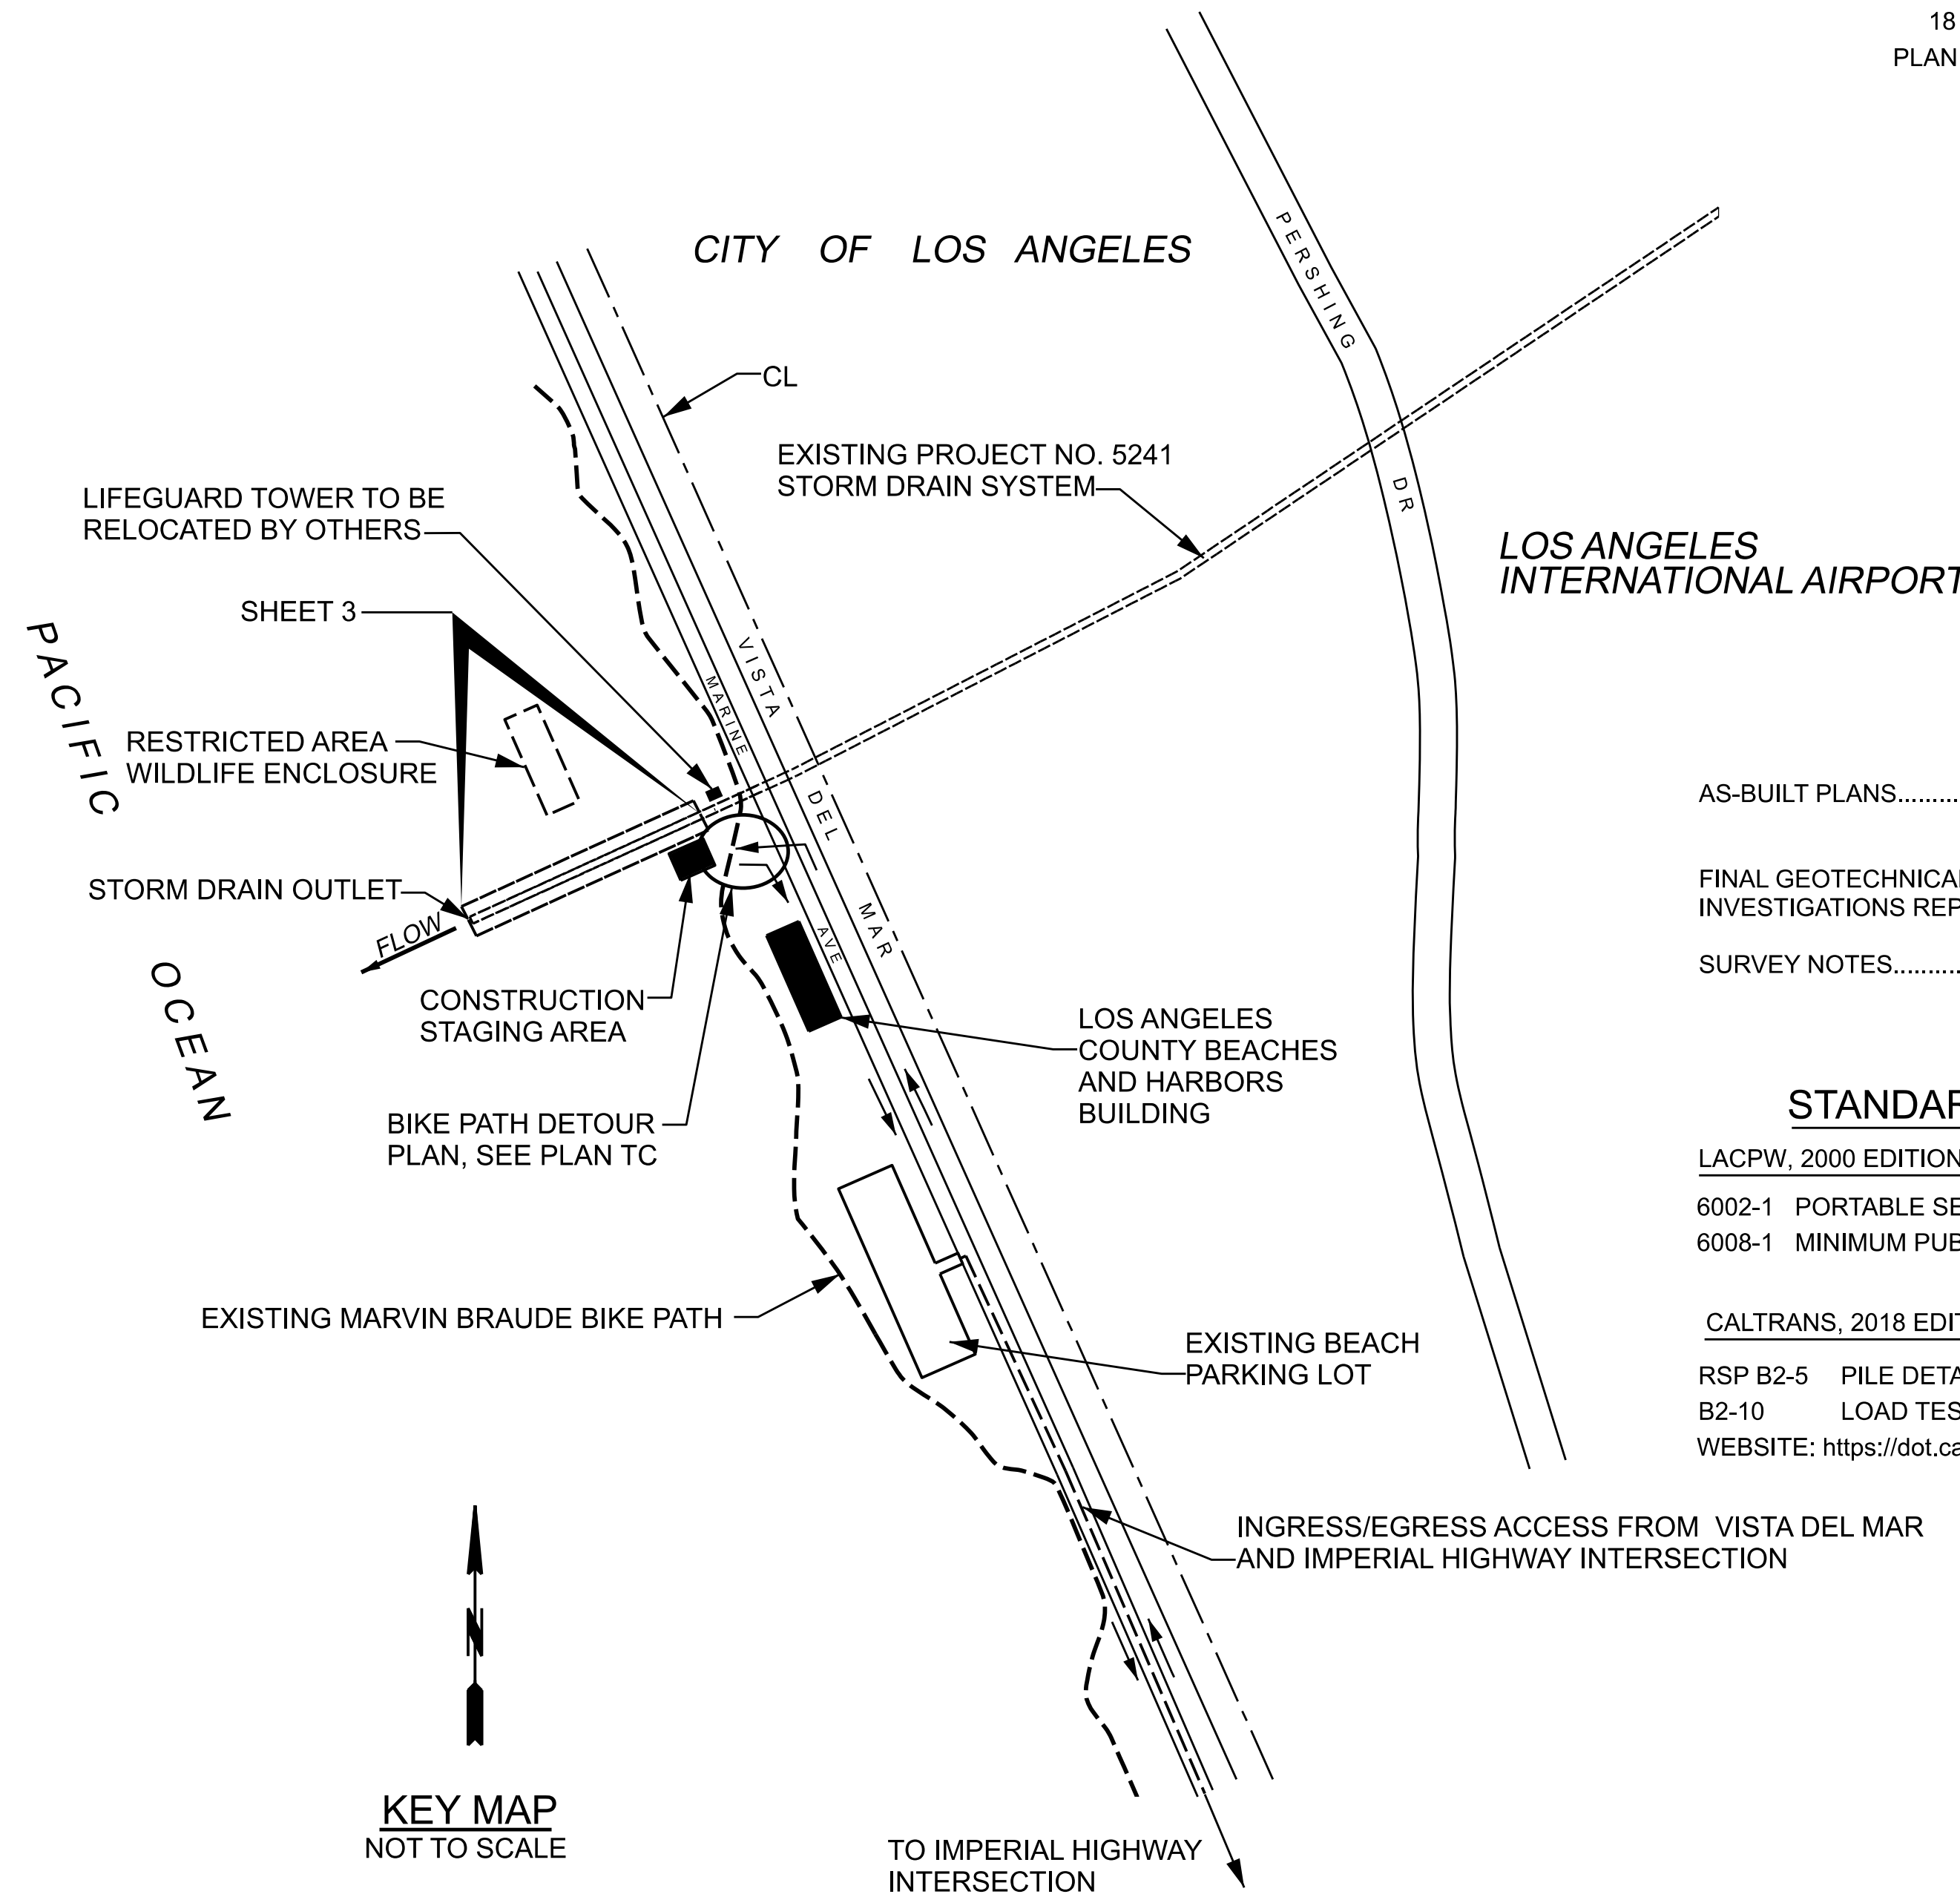 18
PLAN
CITY OF LOS ANGELES
PERSHING DR
CL
EXISTING PROJECT NO. 5241
STORM DRAIN SYSTEM
LIFEGUARD TOWER TO BE
RELOCATED BY OTHERS
LOS ANGELES
INTERNATIONAL AIRPORT
SHEET 3
PACIFIC OCEAN
VISTA DEL MAR
MARINE AVE
RESTRICTED AREA
WILDLIFE ENCLOSURE
AS-BUILT PLANS
STORM DRAIN OUTLET
FLOW
FINAL GEOTECHNICAL
INVESTIGATIONS REP
SURVEY NOTES
CONSTRUCTION
STAGING AREA
LOS ANGELES
COUNTY BEACHES
AND HARBORS
BUILDING
BIKE PATH DETOUR
PLAN, SEE PLAN TC
STANDAR
LACPW, 2000 EDITION
6002-1 PORTABLE SE
6008-1 MINIMUM PUB
EXISTING MARVIN BRAUDE BIKE PATH
EXISTING BEACH
PARKING LOT
CALTRANS, 2018 EDIT
RSP B2-5 PILE DETA
B2-10 LOAD TES
WEBSITE: https://dot.ca
INGRESS/EGRESS ACCESS FROM VISTA DEL MAR
AND IMPERIAL HIGHWAY INTERSECTION
N
KEY MAP
NOT TO SCALE
TO IMPERIAL HIGHWAY
INTERSECTION